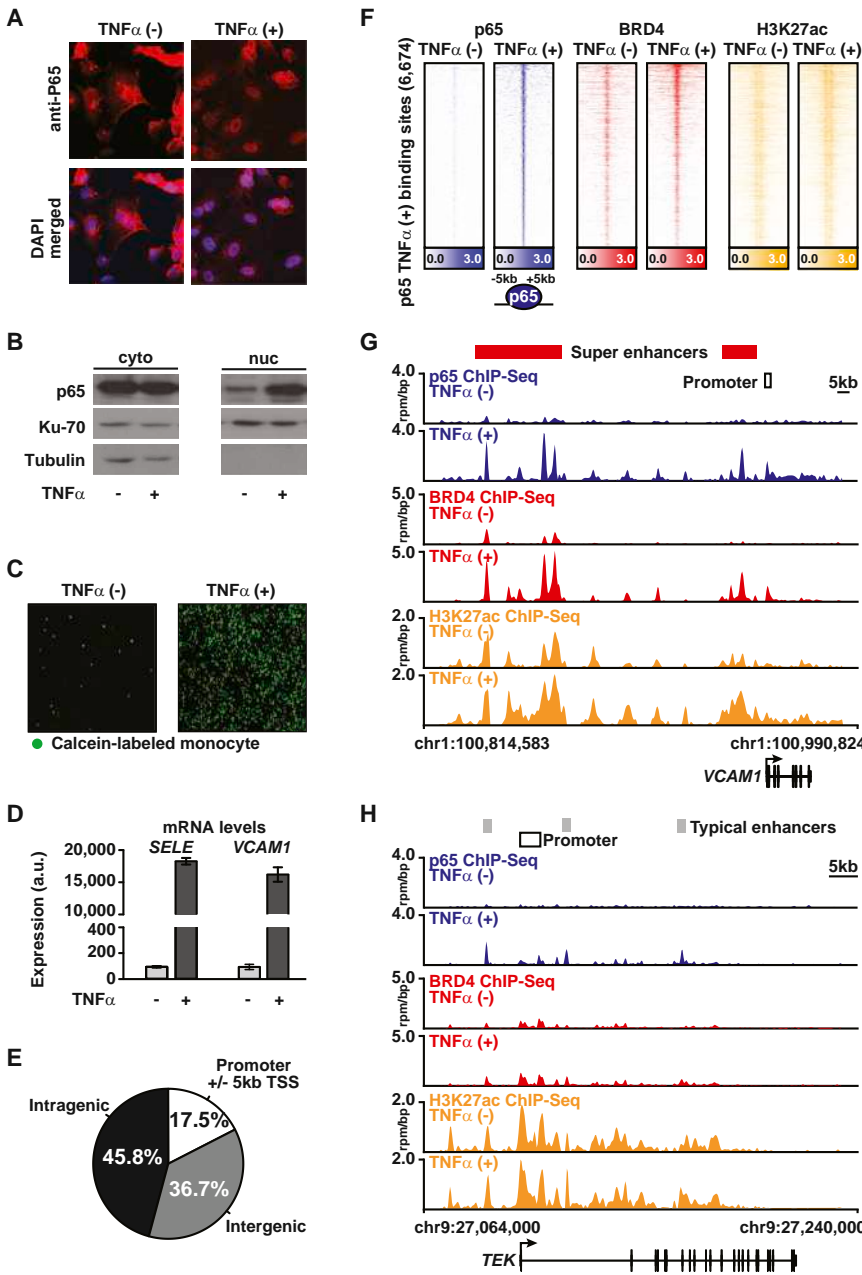 A
TNFα (-) TNFα (+)
anti-P65
DAPI merged
B
cyto nuc
p65
Ku-70
Tubulin
TNFα - + - +
C
TNFα (-) TNFα (+)
Calcein-labeled monocyte
D
mRNA levels
SELE VCAM1
Expression (a.u.)
20,000
15,000
10,000
400
200
0
TNFα - + - +
E
Promoter
+/- 5kb TSS
Intragenic
17.5%
45.8%
36.7%
Intergenic
F
p65 BRD4 H3K27ac
TNFα (-) TNFα (+) TNFα (-) TNFα (+) TNFα (-) TNFα (+)
p65 TNFα (+) binding sites (6,674)
0.0 3.0 0.0 3.0 0.0 3.0 0.0 3.0 0.0 3.0 0.0 3.0
-5kb +5kb
p65
G
Super enhancers
4.0
rpm/bp
p65 ChIP-Seq
TNFα (-)
Promoter
5kb
4.0
TNFα (+)
5.0
rpm/bp
BRD4 ChIP-Seq
TNFα (-)
5.0
TNFα (+)
2.0
rpm/bp
H3K27ac ChIP-Seq
TNFα (-)
2.0
TNFα (+)
chr1:100,814,583 chr1:100,990,824
VCAM1
H
Typical enhancers
Promoter
4.0
rpm/bp
p65 ChIP-Seq
TNFα (-)
5kb
4.0
TNFα (+)
5.0
rpm/bp
BRD4 ChIP-Seq
TNFα (-)
5.0
TNFα (+)
2.0
rpm/bp
H3K27ac ChIP-Seq
TNFα (-)
2.0
TNFα (+)
chr9:27,064,000 chr9:27,240,000
TEK